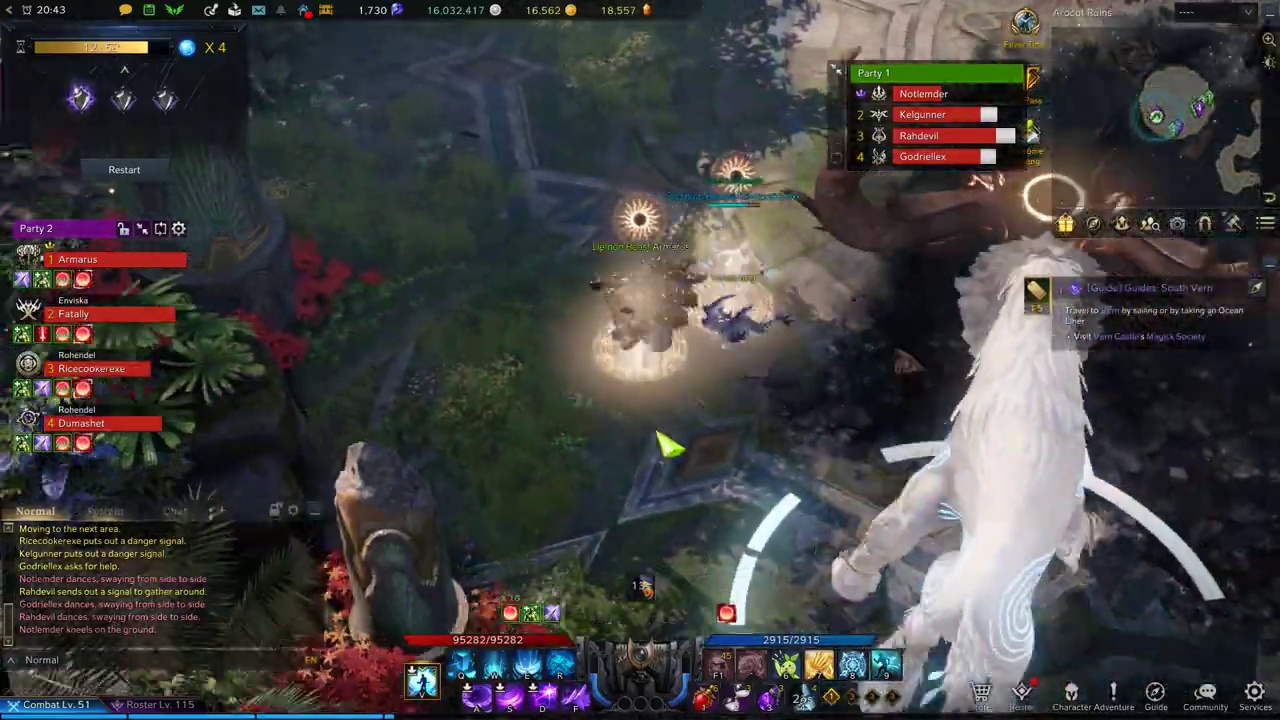 20:43
1,730
16,032,417
16,562
18,557
Aracat Ruins
X 4
Restart
Party 1
Notlemder
2 Kelgunner
3 Rahdevil
4 Godriellex
Party 2
1 Armarus
Enviska
2 Fatally
Rohendel
3 Ricecookerexe
Rohendel
4 Dumashet
[Guide] Guides: South Vern
F5
Travel to Vern by sailing or by taking an Ocean
Liner
• Visit Vern Castle's Magick Society
Normal
Chat
Moving to the next area.
Ricecookerexe puts out a danger signal.
Kelgunner puts out a danger signal.
Godriellex asks for help.
Notlemder dances, swaying from side to side
Rahdevil sends out a signal to gather around.
Godriellex dances, swaying from side to side
Rahdevil dances, swaying from side to side.
Notlemder kneels on the ground.
Normal
EN
95282/95282
2915/2915
Q W E R
F1
A S D F
Character Adventure Guide Community Services
Combat Lv. 51
Roster Lv. 115